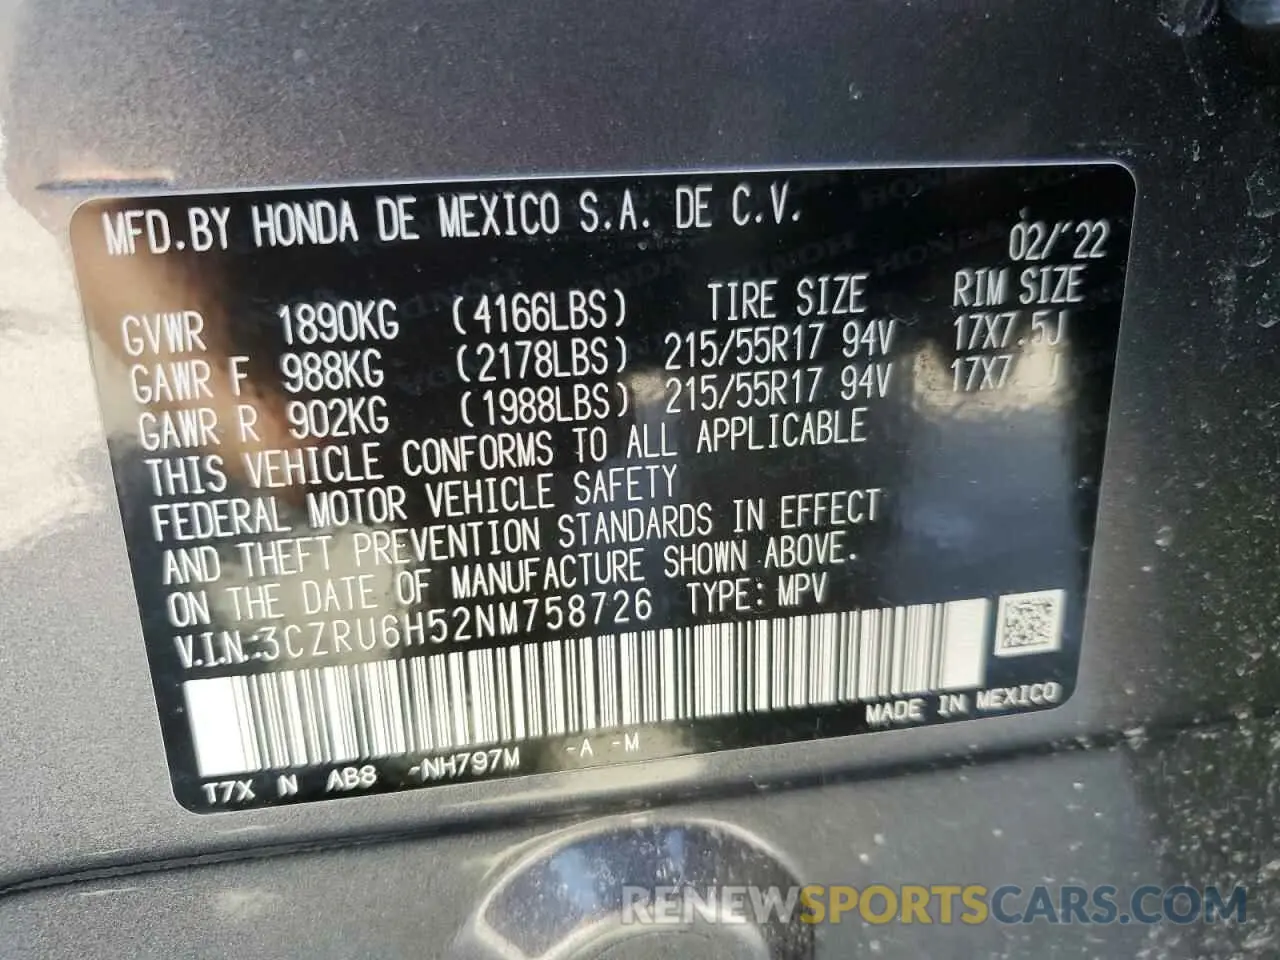 MFD.BY HONDA DE MEXICO S.A. DE C.V.
02/'22
TIRE SIZE RIM SIZE
GVWR 1890KG (4166LBS)
GAWR F 988KG (2178LBS) 215/55R17 94V 17X7.5J
GAWR R 902KG (1988LBS) 215/55R17 94V
THIS VEHICLE CONFORMS TO ALL APPLICABLE
FEDERAL MOTOR VEHICLE SAFETY
AND THEFT PREVENTION STANDARDS IN EFFECT
ON THE DATE OF MANUFACTURE SHOWN ABOVE.
V.I.N.:3CZRU6H52NM758726 TYPE: MPV
MADE IN MEXICO
T7X N AB8 -NH797M -A -M
RENEWSPORTSCARS.COM